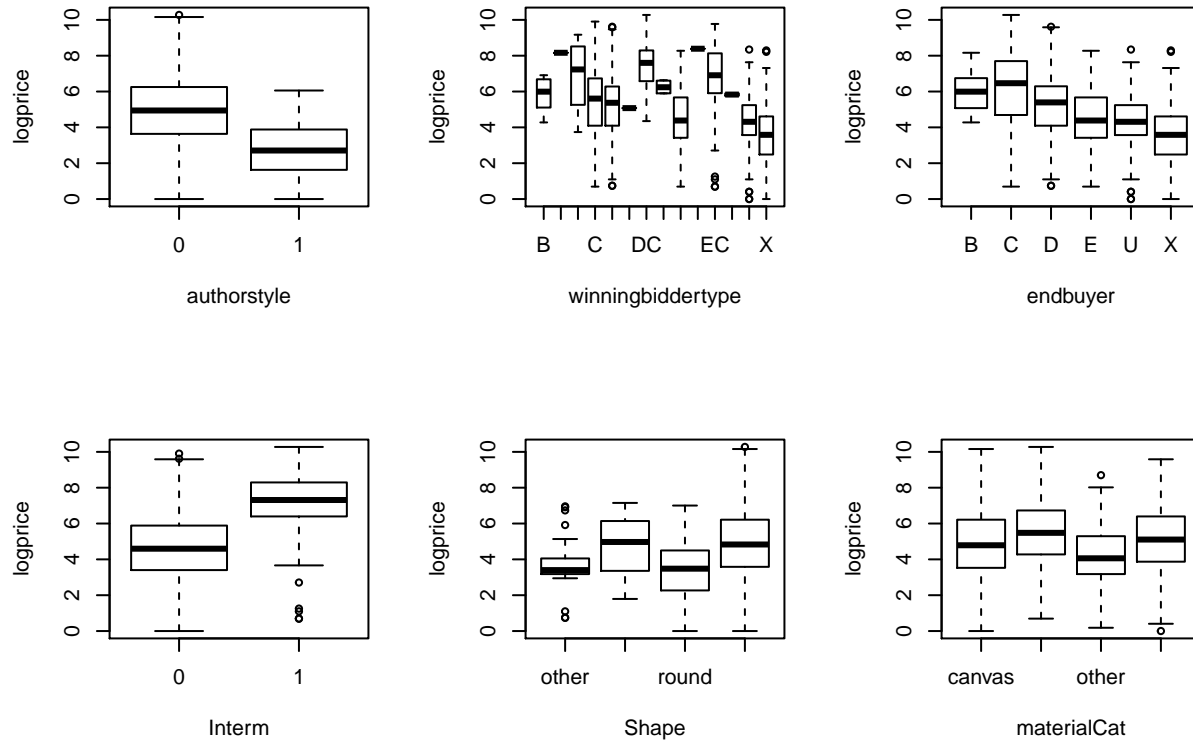 logprice
0 2 4 6 8 10
0 1
authorstyle
logprice
0 2 4 6 8 10
B C DC EC X
winningbiddertype
logprice
0 2 4 6 8 10
B C D E U X
endbuyer
logprice
0 2 4 6 8 10
0 1
Interm
logprice
0 2 4 6 8 10
other round
Shape
logprice
0 2 4 6 8 10
canvas other
materialCat